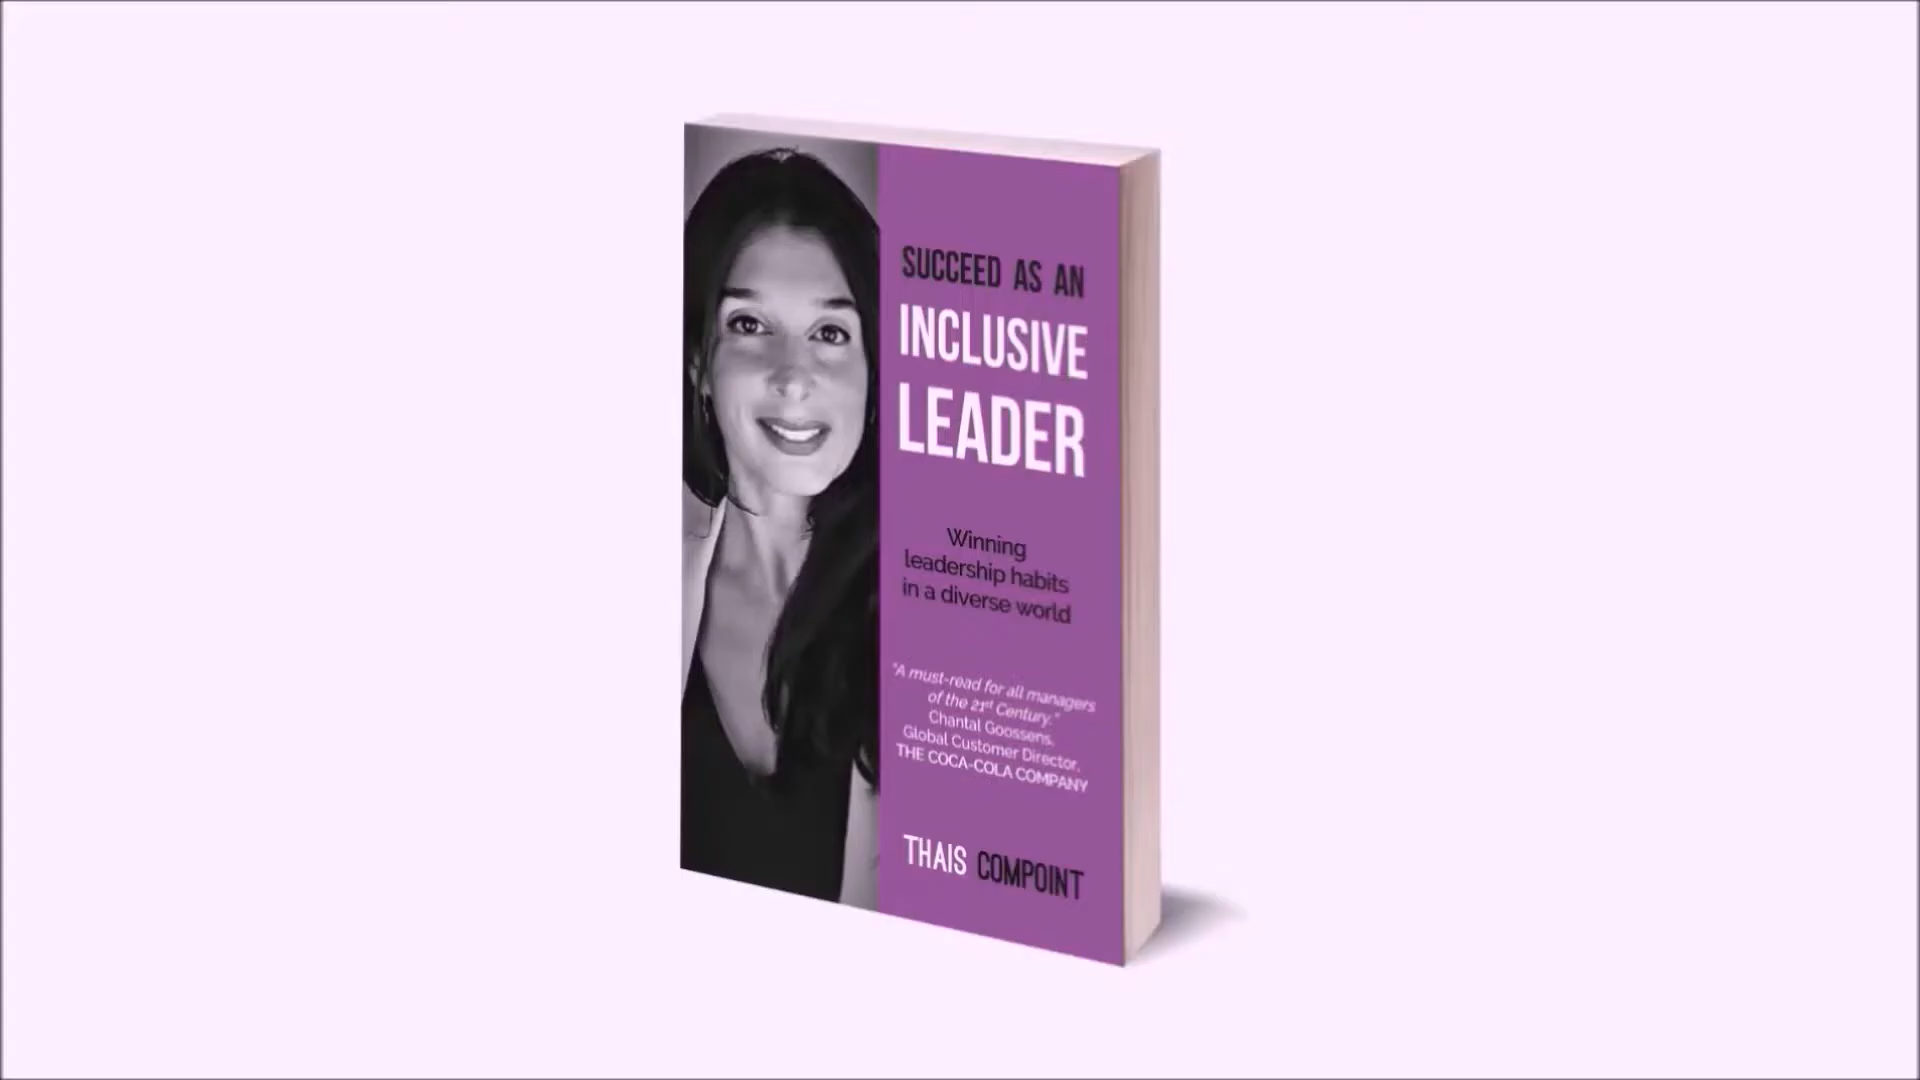 SUCCEED AS AN
INCLUSIVE
LEADER
Winning
leadership habits
in a diverse world
"A must-read for all managers
of the 21st Century."
Chantal Goossens,
Global Customer Director,
THE COCA-COLA COMPANY
THAIS COMPOINT